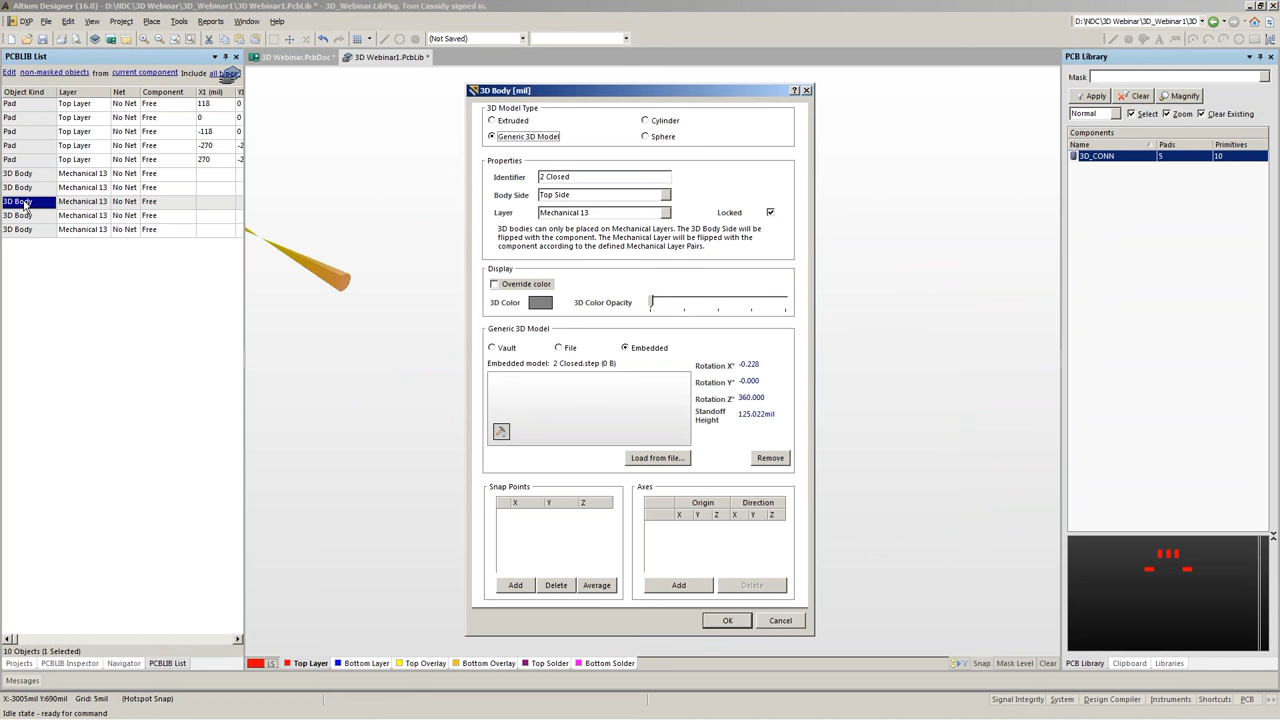 Altium Designer (16.0) - D:\NDC\3D Webinar\3D_Webinar1.PcbLib * - 3D_Webinar.LibPkg. Tom Cassidy signed in.
DXP File Edit View Project Place Tools Reports Window Help
D:\NDC\3D Webinar\3D_Webinar1\3D
(Not Saved)
PCBLIB List
3D Webinar.PcbDoc *
3D Webinar1.PcbLib *
Edit non-masked objects from current component Include all types
Object Kind Layer Net Component X1 (mil) Y1
Pad Top Layer No Net Free 118 0
Pad Top Layer No Net Free 0 0
Pad Top Layer No Net Free -118 0
Pad Top Layer No Net Free -270 -2
Pad Top Layer No Net Free 270 -2
3D Body Mechanical 13 No Net Free
3D Body Mechanical 13 No Net Free
3D Body Mechanical 13 No Net Free
3D Body Mechanical 13 No Net Free
3D Body Mechanical 13 No Net Free
10 Objects (1 Selected)
Projects PCBLIB Inspector Navigator PCBLIB List
3D Body [mil]
3D Model Type
Extruded Cylinder
Generic 3D Model Sphere
Properties
Identifier 2 Closed
Body Side Top Side
Layer Mechanical 13 Locked
3D bodies can only be placed on Mechanical Layers. The 3D Body Side will be
flipped with the component. The Mechanical Layer will be flipped with the
component according to the defined Mechanical Layer Pairs.
Display
Override color
3D Color 3D Color Opacity
Generic 3D Model
Vault File Embedded
Embedded model: 2 Closed.step (0 B)
Rotation X° -0.228
Rotation Y° -0.000
Rotation Z° 360.000
Standoff
Height 125.022mil
Load from file... Remove
Snap Points
X Y Z
Add Delete Average
Axes
Origin Direction
X Y Z X Y Z
Add Delete
OK Cancel
PCB Library
Mask
Apply Clear Magnify
Normal Select Zoom Clear Existing
Components
Name Pads Primitives
3D_CONN 5 10
LS Top Layer Bottom Layer Top Overlay Bottom Overlay Top Solder Bottom Solder Snap Mask Level Clear
PCB Library Clipboard Libraries
Messages
X:-3005mil Y:690mil Grid: 5mil (Hotspot Snap)
Signal Integrity System Design Compiler Instruments Shortcuts PCB >>
Idle state - ready for command